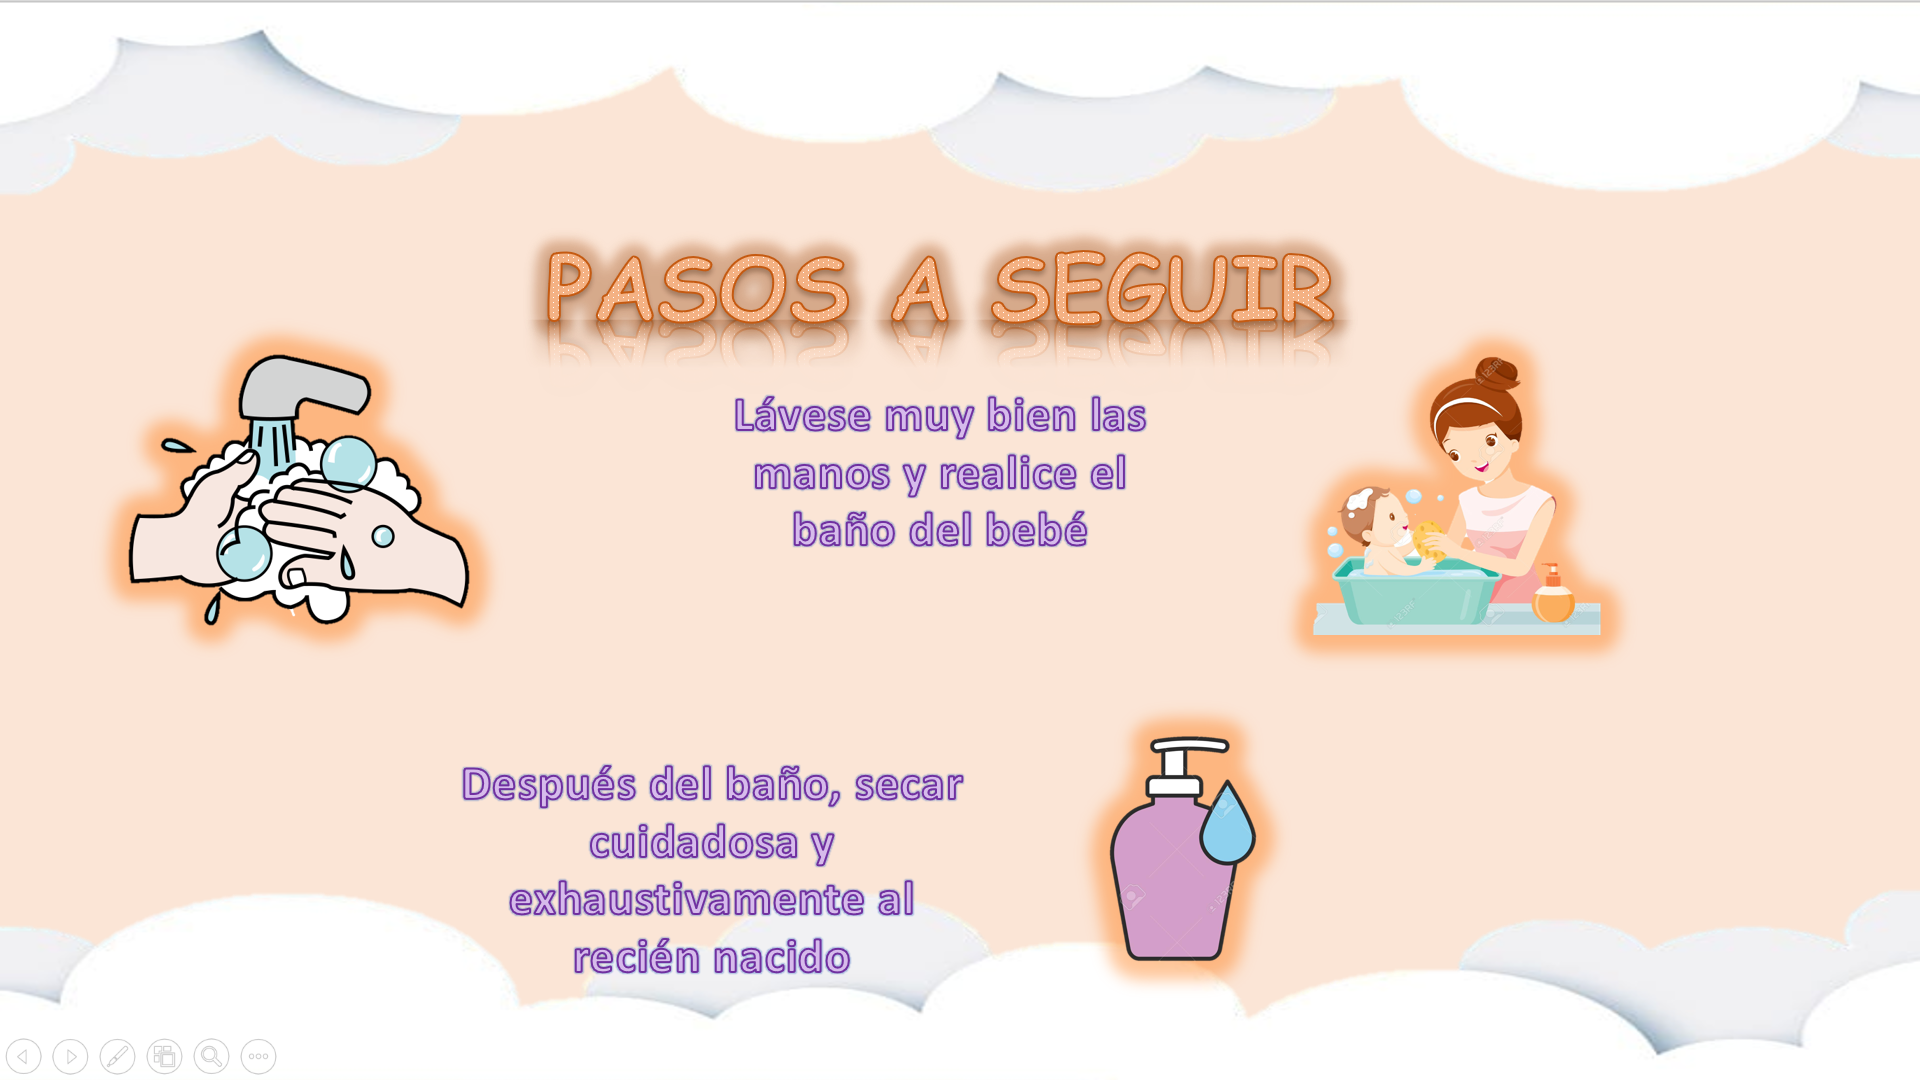 PASOS A SEGUIR
Lávese muy bien las
manos y realice el
baño del bebé
Después del baño, secar
cuidadosa y
exhaustivamente al
recién nacido